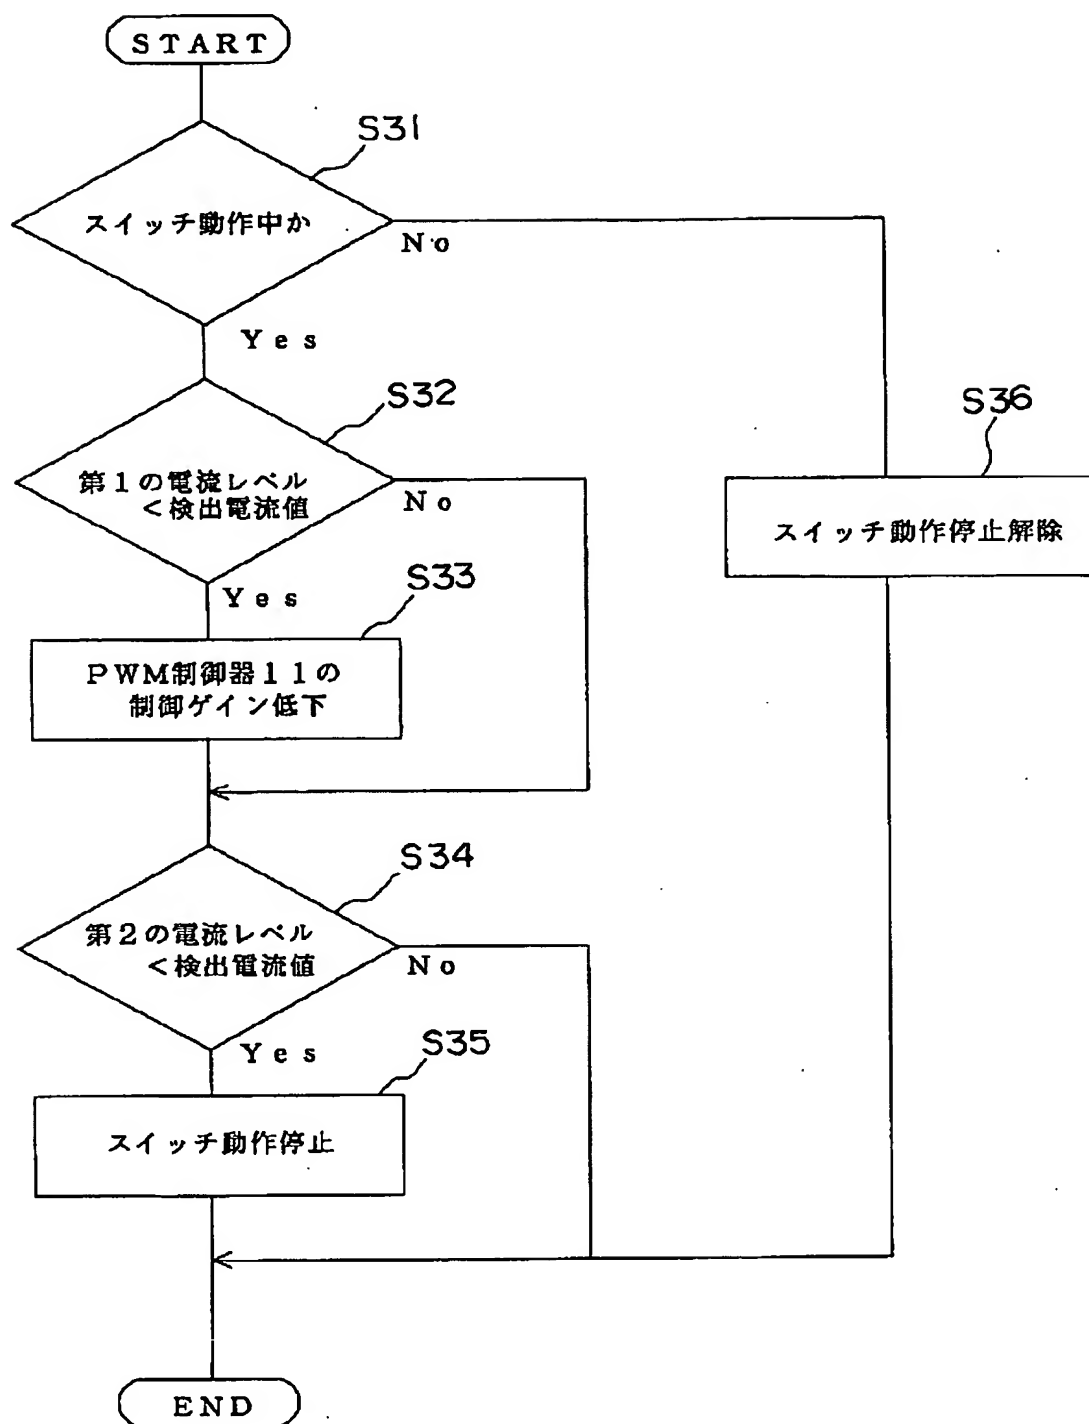 START
S31
スイッチ動作中か
No
Yes
S32
第1の電流レベル
<検出電流値
No
S36
スイッチ動作停止解除
Yes
S33
PWM制御器11の
制御ゲイン低下
S34
第2の電流レベル
<検出電流値
No
Yes
S35
スイッチ動作停止
END